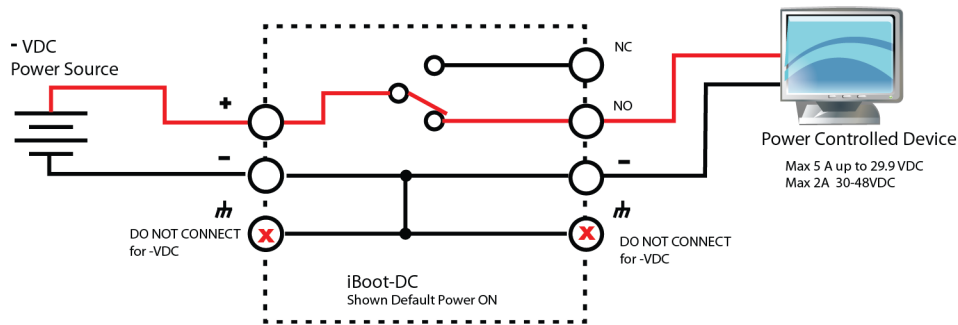 - VDC
Power Source
+
-
DO NOT CONNECT
for -VDC
X
NC
NO
-
X
DO NOT CONNECT
for -VDC
iBoot-DC
Shown Default Power ON
Power Controlled Device
Max 5 A up to 29.9 VDC
Max 2A 30-48VDC